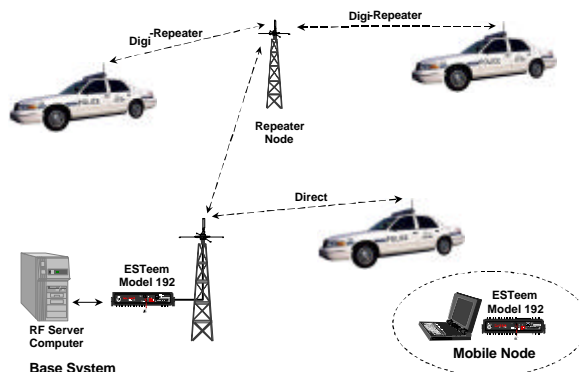 Digi-Repeater
Digi-Repeater
Repeater
Node
Direct
ESTeem
Model 192
RF Server
Computer
Base System
ESTeem
Model 192
Mobile Node
POLICE
POLICE
POLICE